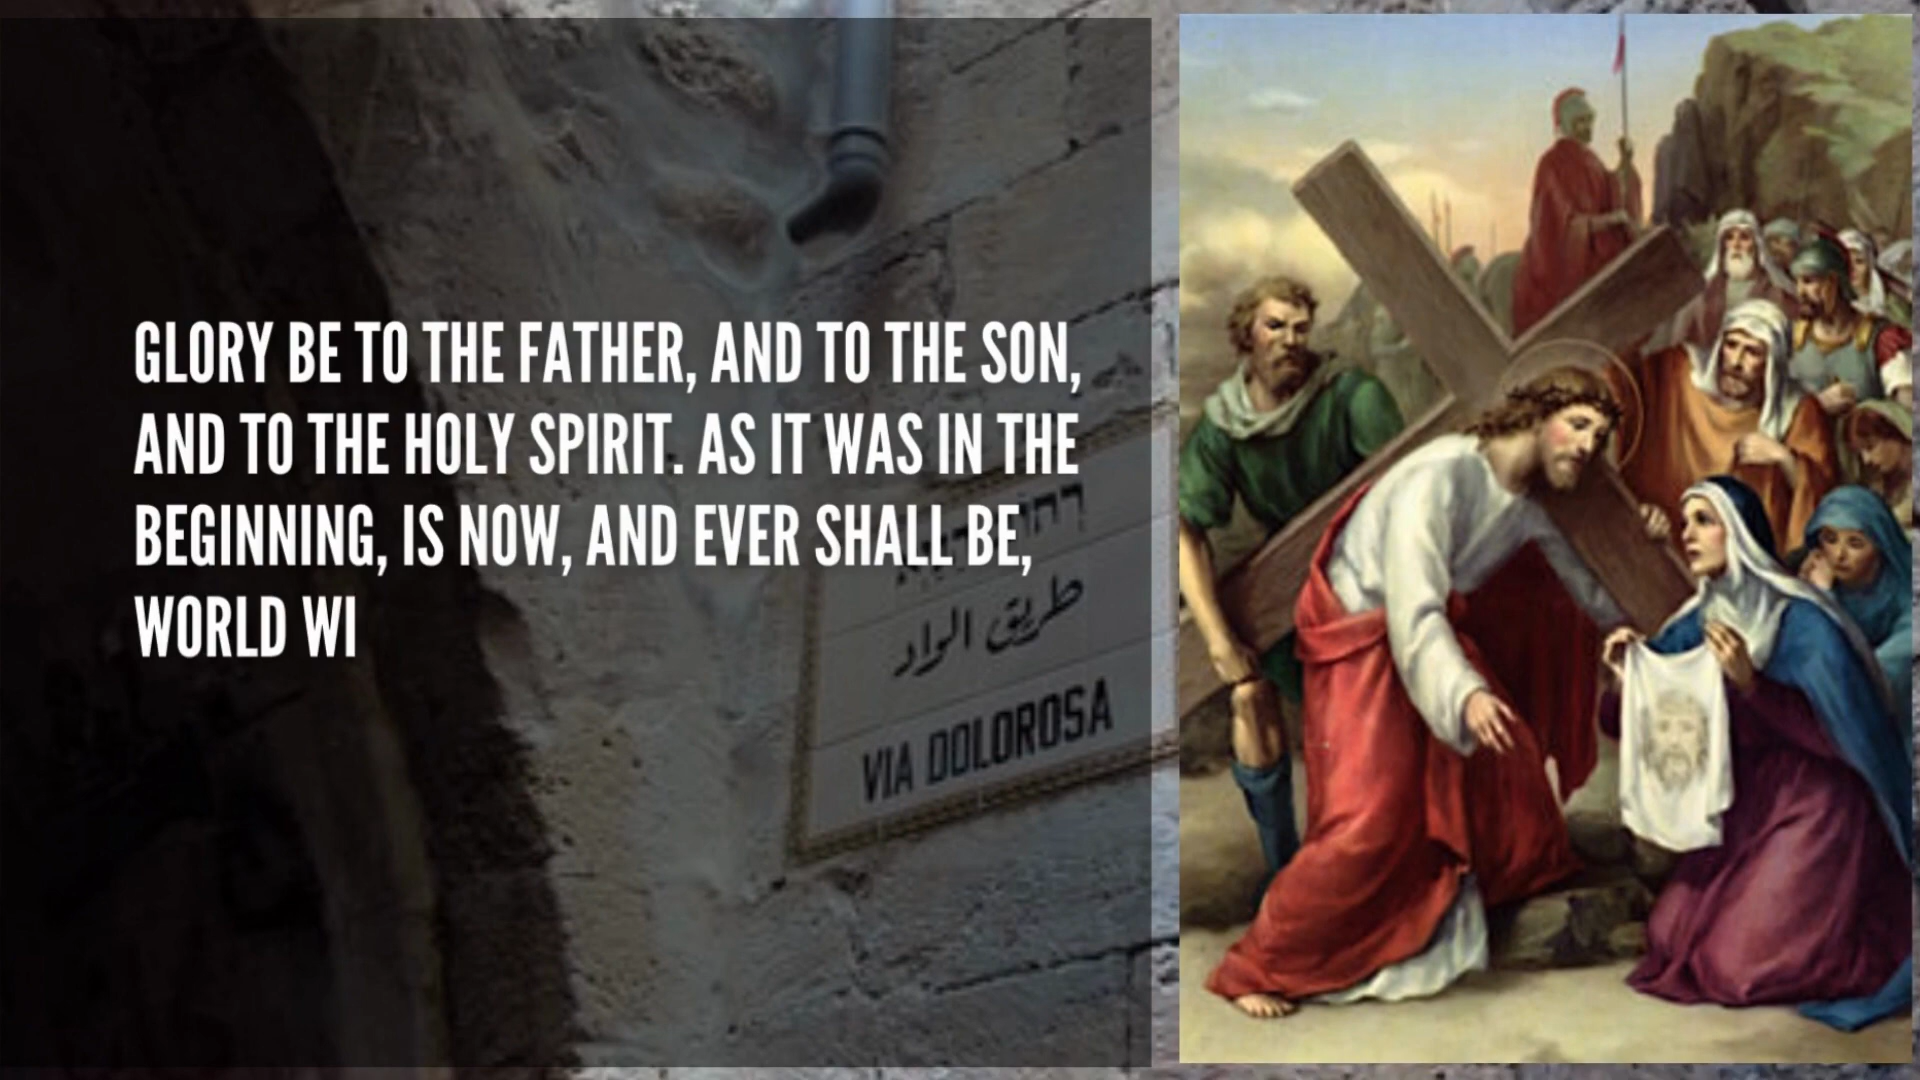 GLORY BE TO THE FATHER, AND TO THE SON,
AND TO THE HOLY SPIRIT. AS IT WAS IN THE
BEGINNING, IS NOW, AND EVER SHALL BE,
WORLD WI
طريق الواد
VIA DOLOROSA